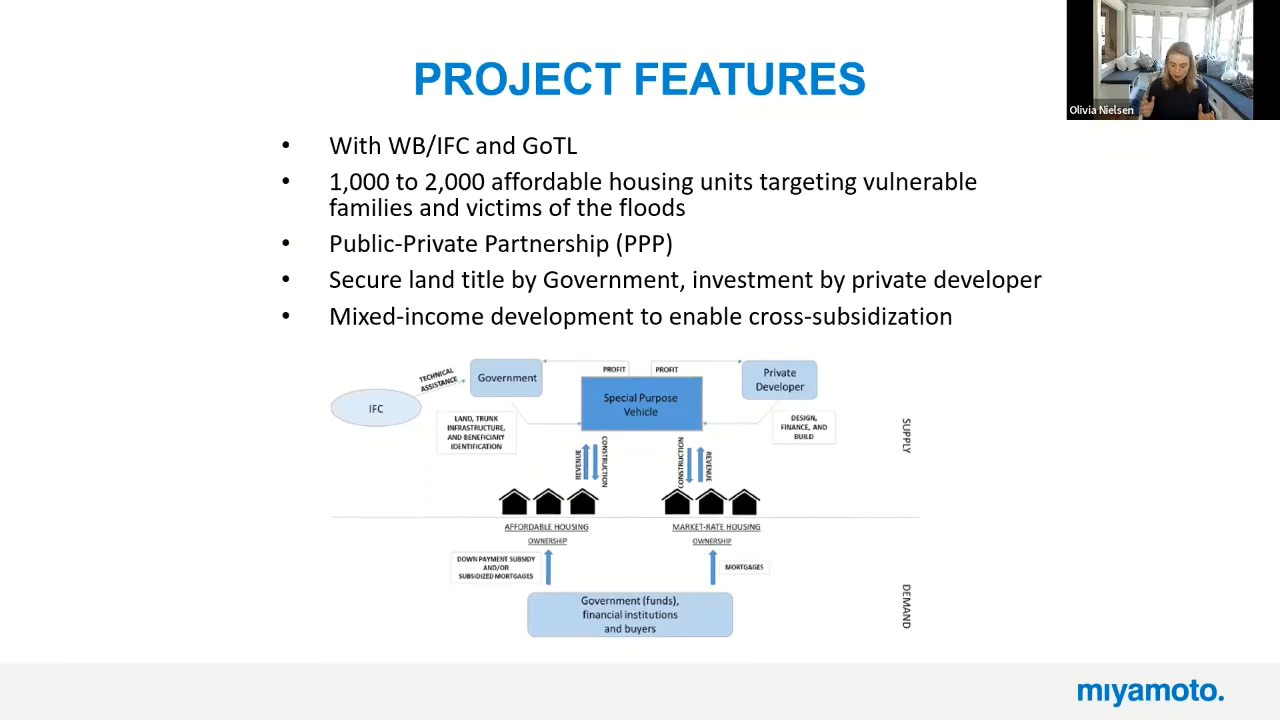 PROJECT FEATURES
Olivia Nielsen
• With WB/IFC and GoTL
• 1,000 to 2,000 affordable housing units targeting vulnerable
families and victims of the floods
• Public-Private Partnership (PPP)
• Secure land title by Government, investment by private developer
• Mixed-income development to enable cross-subsidization
IFC
TECHNICAL
ASSISTANCE
Government
PROFIT
PROFIT
Private
Developer
Special Purpose
Vehicle
LAND, TRUNK
INFRASTRUCTURE,
AND BENEFICIARY
IDENTIFICATION
DESIGN,
FINANCE, AND
BUILD
SUPPLY
REVENUE
CONSTRUCTION
CONSTRUCTION
REVENUE
AFFORDABLE HOUSING
OWNERSHIP
MARKET-RATE HOUSING
OWNERSHIP
DOWN PAYMENT SUBSIDY
AND/OR
SUBSIDIZED MORTGAGES
MORTGAGES
Government (funds),
financial institutions
and buyers
DEMAND
miyamoto.